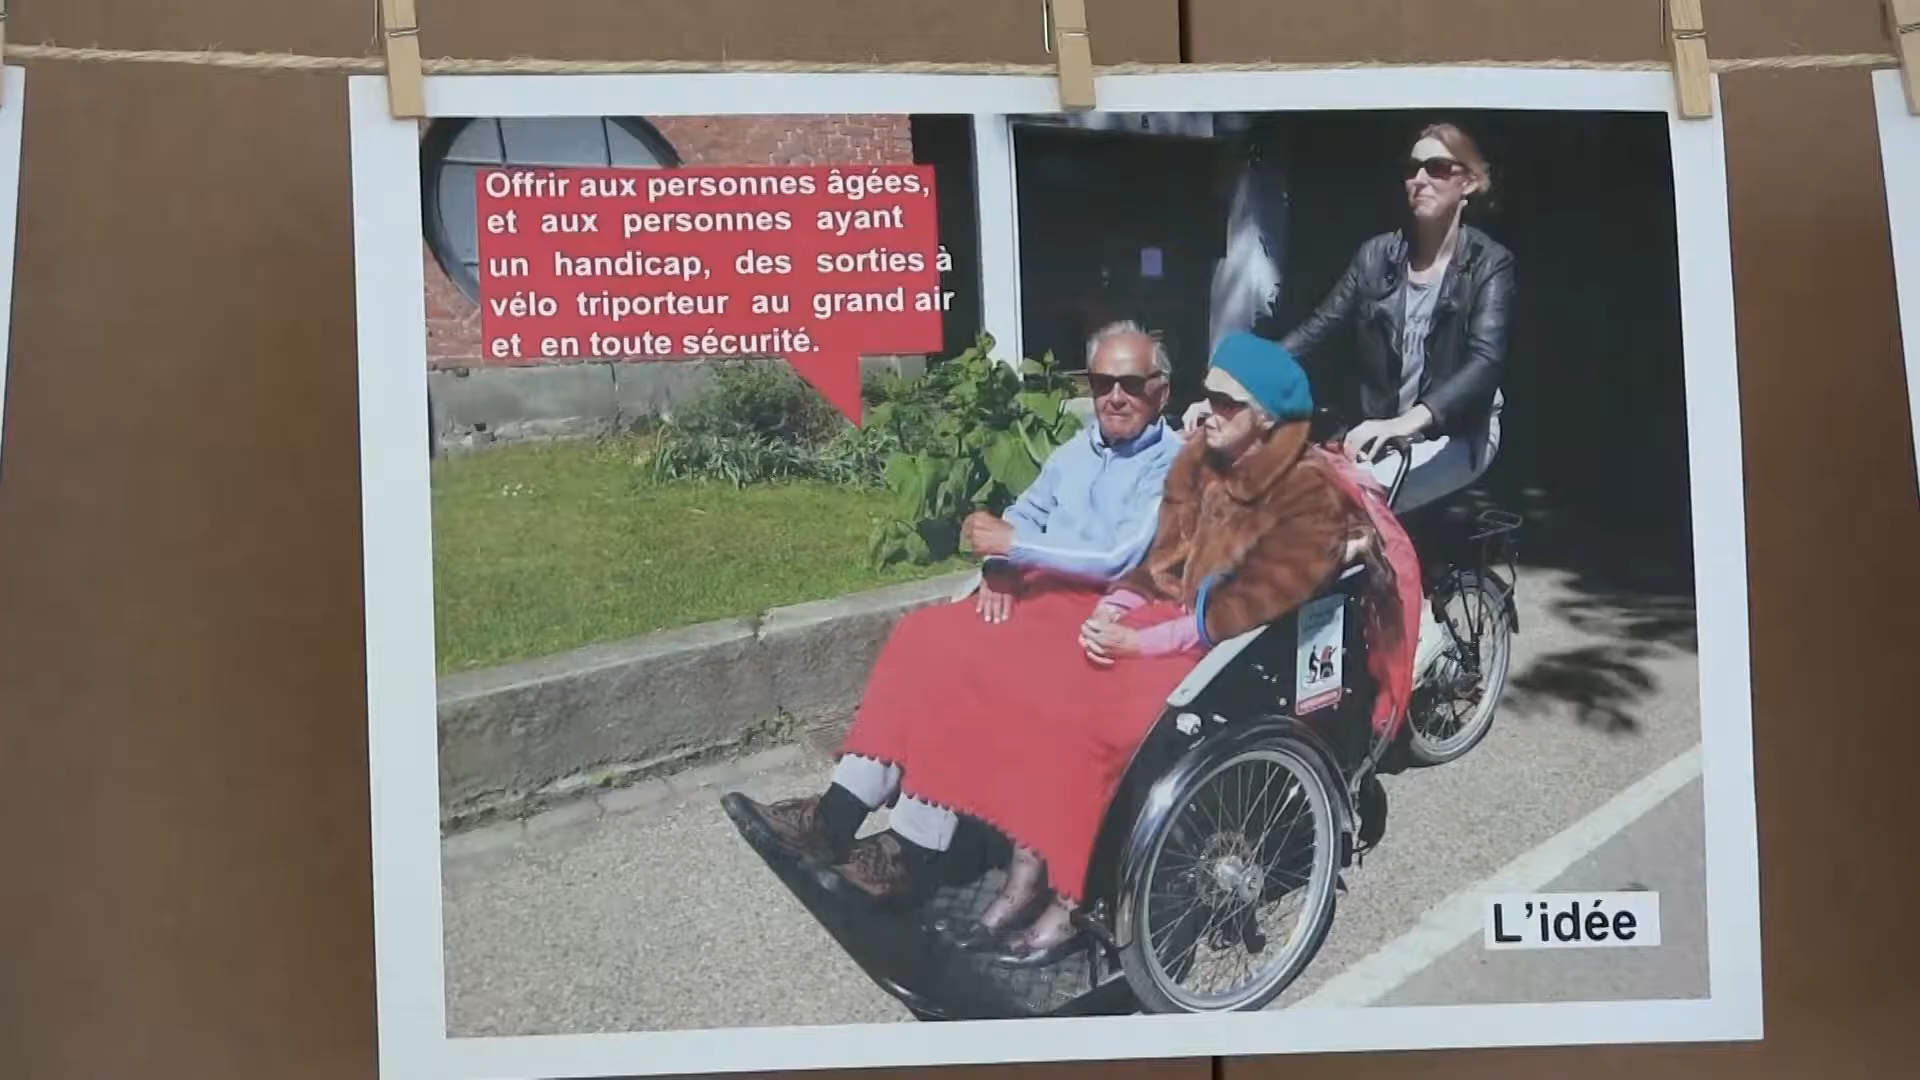 Offrir aux personnes âgées,
et aux personnes ayant
un handicap, des sorties à
vélo triporteur au grand air
et en toute sécurité.
L'idée